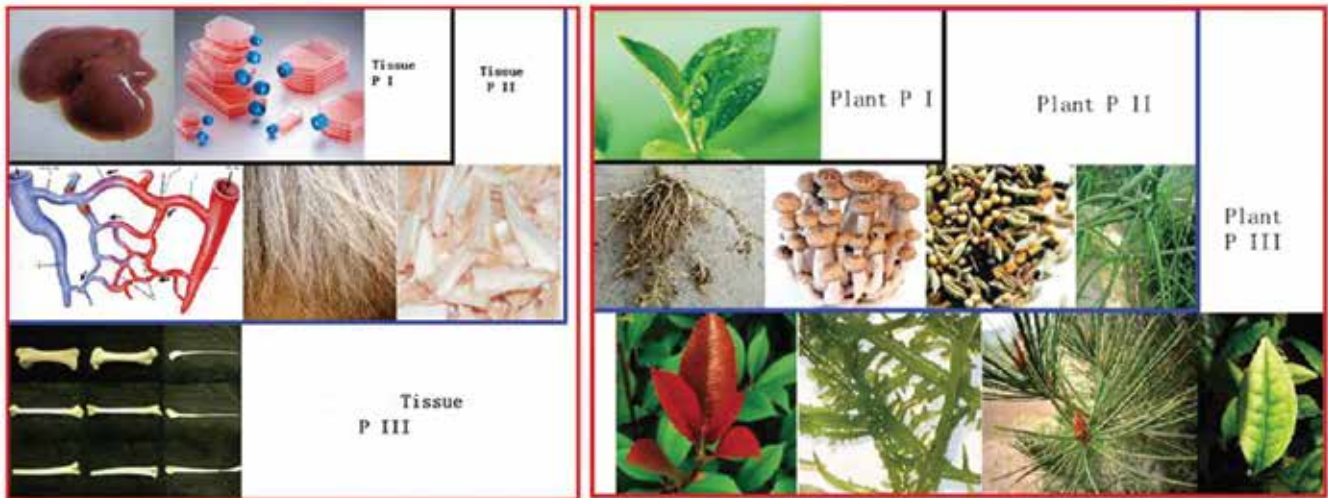 Tissue
P I
Tissue
P II
Tissue
P III
Plant P I
Plant P II
Plant
P III